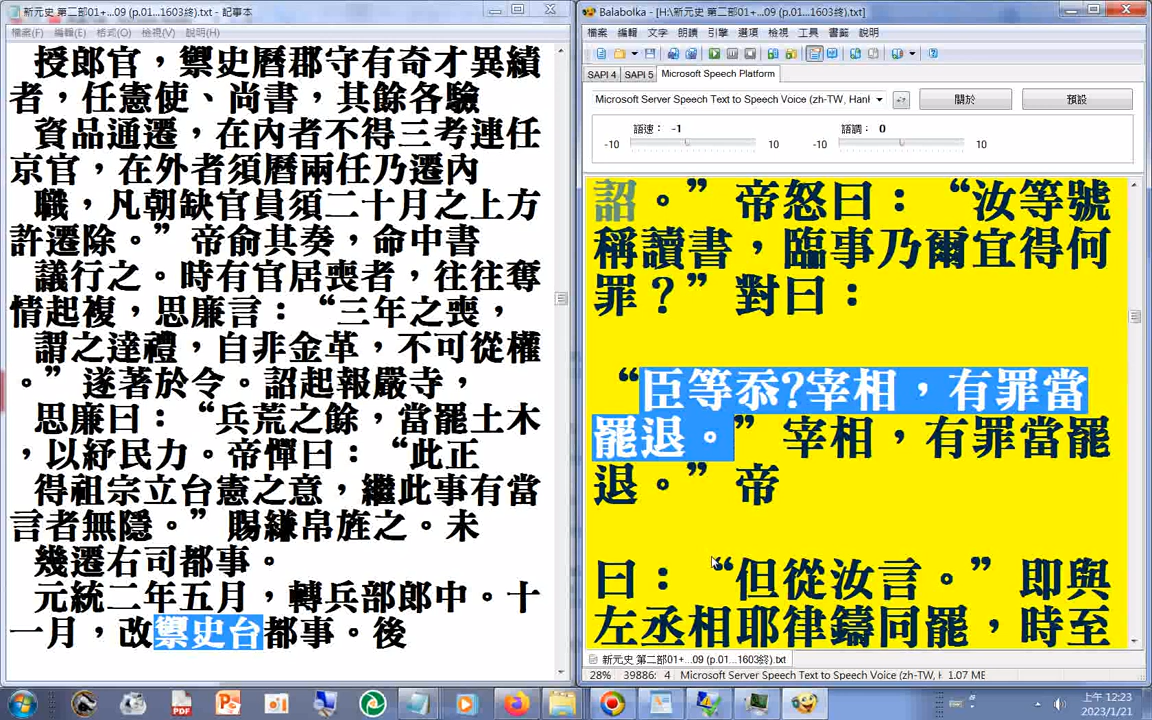 新元史 第二部01+...09 (p.01...1603終).txt - 記事本
檔案(F) 編輯(E) 格式(O) 檢視(V) 說明(H)
授郎官，禦史曆郡守有奇才異績
者，任憲使、尚書，其餘各驗
資品通遷，在內者不得三考連任
京官，在外者須曆兩任乃遷內
職，凡朝缺官員須二十月之上方
許遷除。”帝俞其奏，命中書
議行之。時有官居喪者，往往奪
情起複，思廉言：“三年之喪，
謂之達禮，自非金革，不可從權
。”遂著於令。詔起報嚴寺，
思廉曰：“兵荒之餘，當罷土木
，以紓民力。帝憚曰：“此正
得祖宗立台憲之意，繼此事有當
言者無隱。”賜縑帛旌之。未
幾遷右司都事。
元統二年五月，轉兵部郎中。十
一月，改禦史台都事。後
Balabolka - [H:\新元史 第二部01+...09 (p.01...1603終).txt]
檔案 編輯 文字 朗讀 引擎 選項 檢視 工具 書籤 說明
SAPI 4 SAPI 5 Microsoft Speech Platform
Microsoft Server Speech Text to Speech Voice (zh-TW, Hanl
關於 預設
語速： -1 語調： 0
-10 10 -10 10
詔。”帝怒曰：“汝等號
稱讀書，臨事乃爾宜得何
罪？”對曰：
“臣等忝?宰相，有罪當
罷退。”宰相，有罪當罷
退。”帝
曰：“但從汝言。”即與
左丞相耶律鑄同罷，時至
新元史 第二部01+...09 (p.01...1603終).txt
28% 39886: 4 Microsoft Server Speech Text to Speech Voice (zh-TW, H 1.07 MB
上午 12:23
2023/1/21